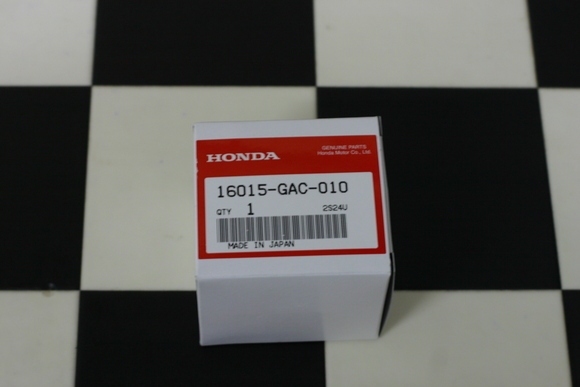 GENUINE PARTS
HONDA Honda Motor Co., Ltd.
16015-GAC-010
QTY 1 2S24U
MADE IN JAPAN